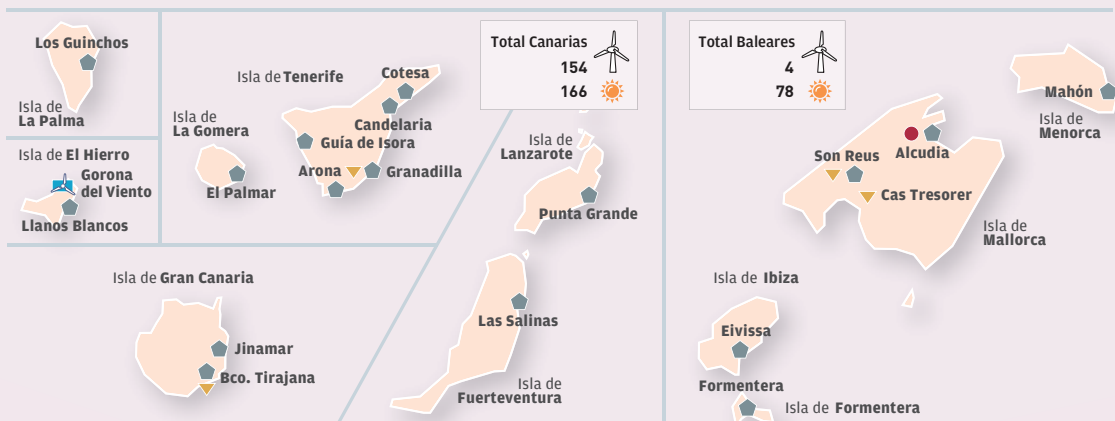 Los Guinchos
Isla de
La Palma
Isla de El Hierro
Gorona
del Viento
Llanos Blancos
Isla de Tenerife
Cotesa
Candelaria
Guía de Isora
Arona
Granadilla
Isla de
La Gomera
El Palmar
Total Canarias
154
166
Isla de
Lanzarote
Punta Grande
Las Salinas
Isla de
Fuerteventura
Isla de Gran Canaria
Jinamar
Bco. Tirajana
Total Baleares
4
78
Mahón
Isla de
Menorca
Alcudia
Son Reus
Cas Tresorer
Isla de
Mallorca
Isla de Ibiza
Eivissa
Formentera
Isla de Formentera